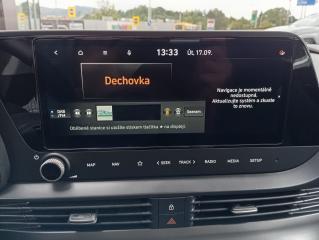 13:33
Út, 17.09.
Dechovka
DAB
Seznam
Oblíbené stanice si uložíte stiskem tlačítka ★ na displeji.
Navigace je momentálně
nedostupná.
Aktualizujte systém a zkuste
to znovu.
MAP
NAV
☆
< SEEK
TRACK >
RADIO
MEDIA
SETUP